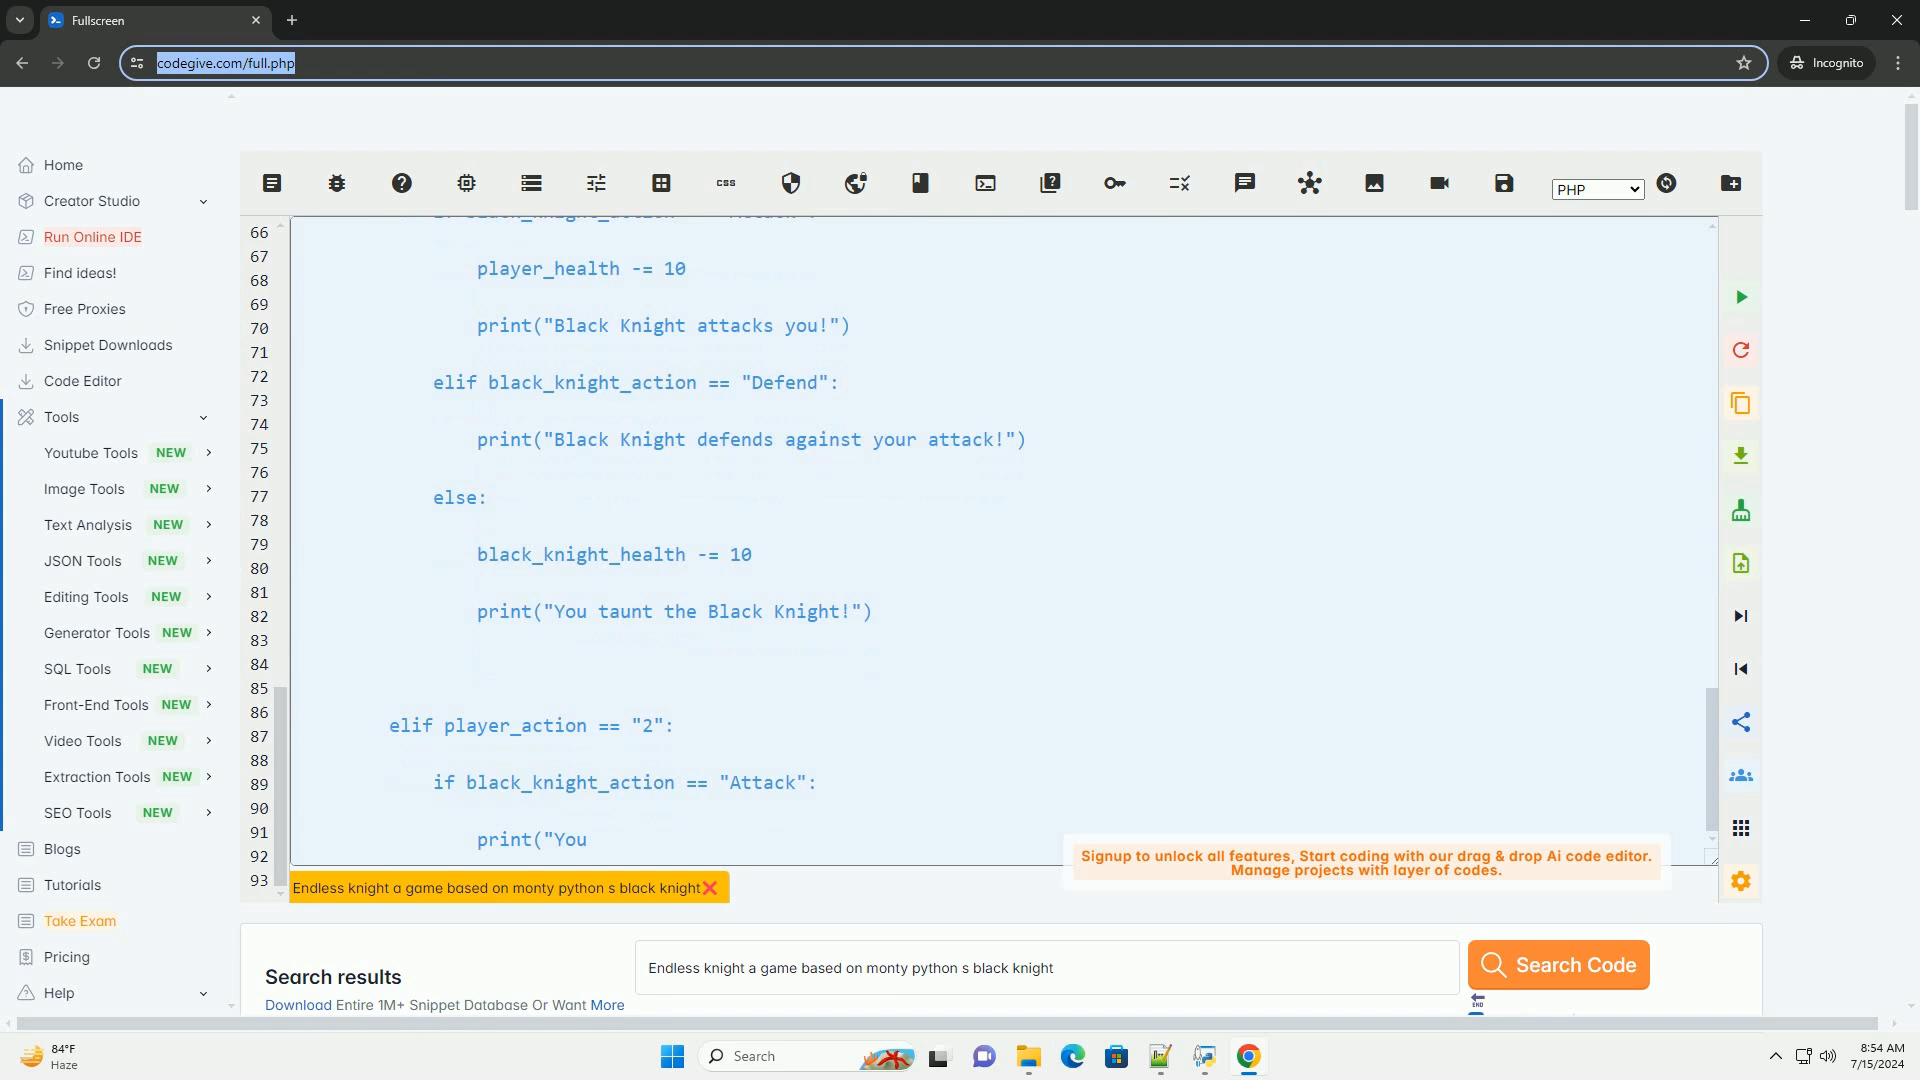 Fullscreen
codegive.com/full.php
Incognito
Home
Creator Studio
Run Online IDE
Find ideas!
Free Proxies
Snippet Downloads
Code Editor
Tools
Youtube Tools NEW
Image Tools NEW
Text Analysis NEW
JSON Tools NEW
Editing Tools NEW
Generator Tools NEW
SQL Tools NEW
Front-End Tools NEW
Video Tools NEW
Extraction Tools NEW
SEO Tools NEW
Blogs
Tutorials
Take Exam
Pricing
Help
css
PHP
66
67
68
69
70
71
72
73
74
75
76
77
78
79
80
81
82
83
84
85
86
87
88
89
90
91
92
93
player_health -= 10
print("Black Knight attacks you!")
elif black_knight_action == "Defend":
print("Black Knight defends against your attack!")
else:
black_knight_health -= 10
print("You taunt the Black Knight!")
elif player_action == "2":
if black_knight_action == "Attack":
print("You
Signup to unlock all features, Start coding with our drag & drop Ai code editor.
Manage projects with layer of codes.
Endless knight a game based on monty python s black knight
Search results
Download Entire 1M+ Snippet Database Or Want More
Endless knight a game based on monty python s black knight
Search Code
END
84°F
Haze
Search
8:54 AM
7/15/2024